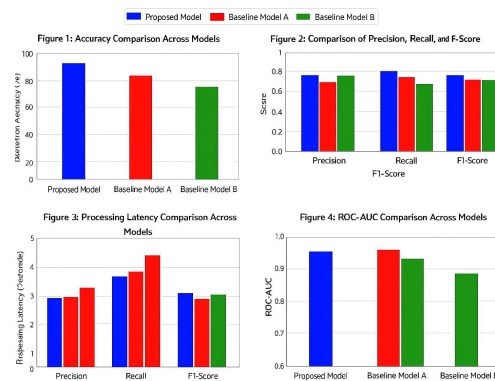 Proposed Model Baseline Model A Baseline Model B
Figure 1: Accuracy Comparison Across Models
100
100
80
60
40
20
0
Proposed Model Baseline Model A Baseline Model B
Figure 2: Comparison of Precision, Recall, and F-Score
1
0.8
0.6
0.4
0.2
0.0
Precision Recall F1-Score
F1-Score
Figure 3: Processing Latency Comparison Across
Models
5
4
3
2
1
0
Precision Recall F1-Score
Figure 4: ROC-AUC Comparison Across Models
ROC-AUC
1.0
0.9
0.8
0.7
0.6
Proposed Model Baseline Model A Baseline Model